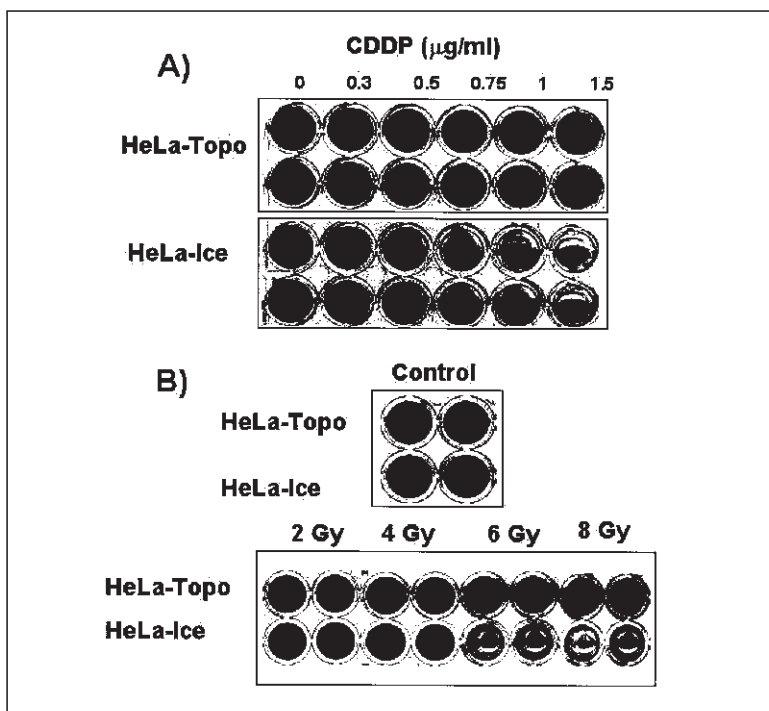 A)
CDDP (µg/ml)
0 0.3 0.5 0.75 1 1.5
HeLa-Topo
HeLa-Ice
B)
Control
HeLa-Topo
HeLa-Ice
2 Gy 4 Gy 6 Gy 8 Gy
HeLa-Topo
HeLa-Ice